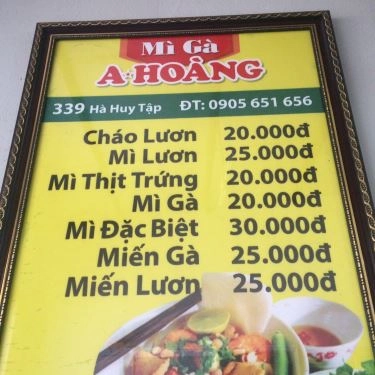 Mì Gà
A HOÀNG
339 Hà Huy Tập ĐT: 0905 651 656
Cháo Lươn 20.000đ
Mì Lươn 25.000đ
Mì Thịt Trứng 20.000đ
Mì Gà 20.000đ
Mì Đặc Biệt 30.000đ
Miến Gà 25.000đ
Miến Lươn 25.000đ